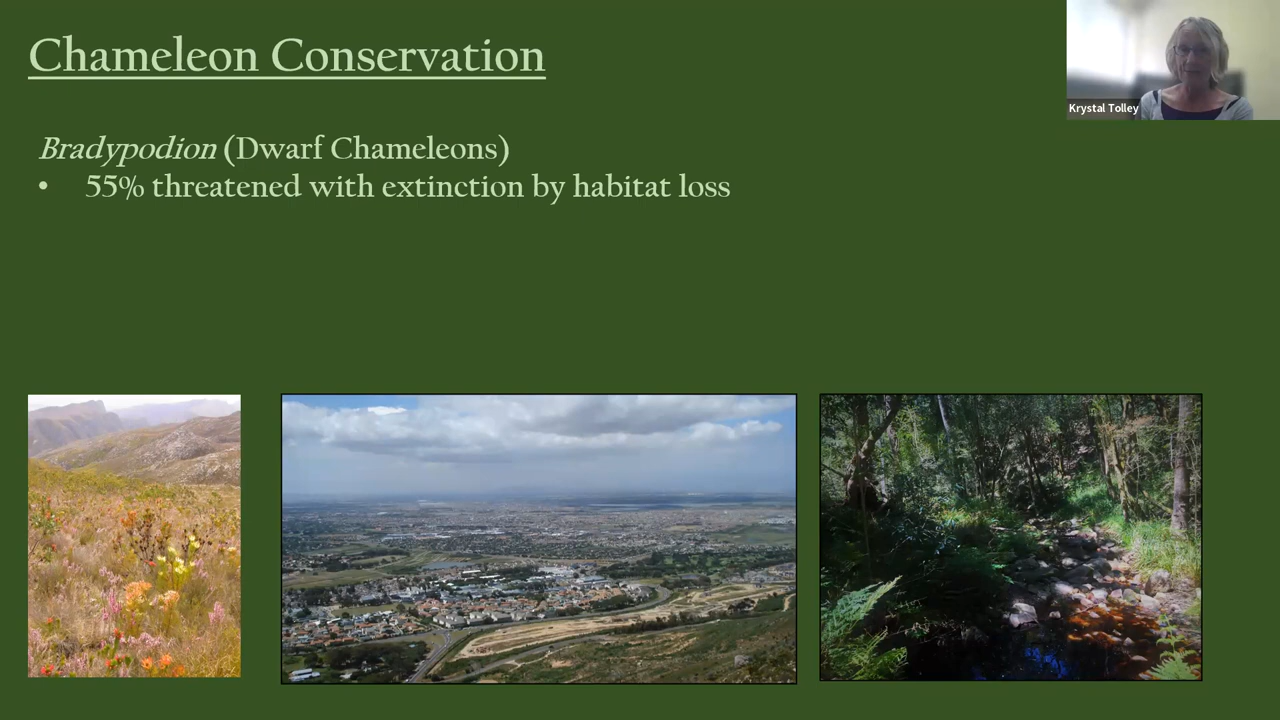 Chameleon Conservation
Krystal Tolley
Bradypodion (Dwarf Chameleons)
• 55% threatened with extinction by habitat loss